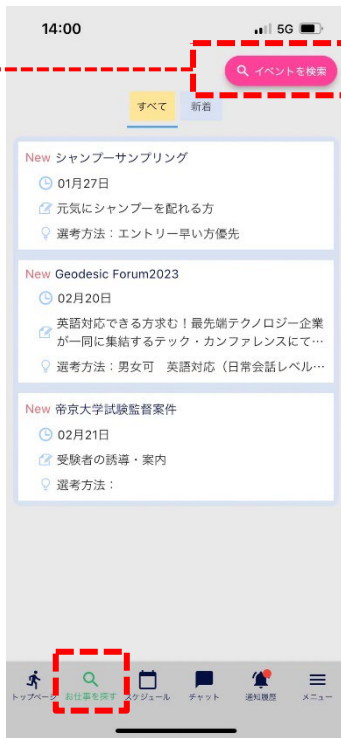 14:00
5G
イベントを検索
すべて 新着
New シャンプーサンプリング
01月27日
元気にシャンプーを配れる方
選考方法：エントリー早い方優先
New Geodesic Forum2023
02月20日
英語対応できる方求む！最先端テクノロジー企業
が一同に集結するテック・カンファレンスにて…
選考方法：男女可　英語対応（日常会話レベル…
New 帝京大学試験監督案件
02月21日
受験者の誘導・案内
選考方法：
トップページ お仕事を探す スケジュール チャット 通知履歴 メニュー